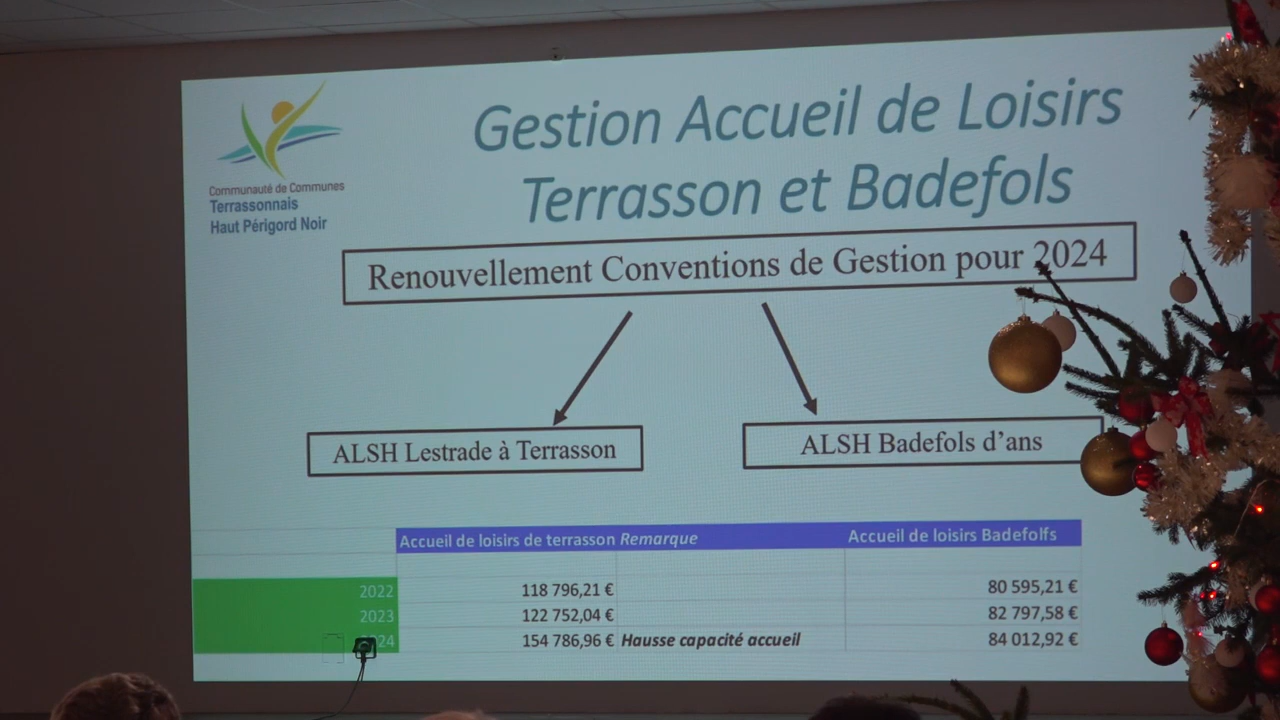 Communauté de Communes
Terrassonnais
Haut Périgord Noir
Gestion Accueil de Loisirs
Terrasson et Badefols
Renouvellement Conventions de Gestion pour 2024
ALSH Lestrade à Terrasson
ALSH Badefols d'ans
Accueil de loisirs de terrasson Remarque Accueil de loisirs Badefolfs
2022 118 796,21 € 80 595,21 €
2023 122 752,04 € 82 797,58 €
24 154 786,96 € Hausse capacité accueil 84 012,92 €